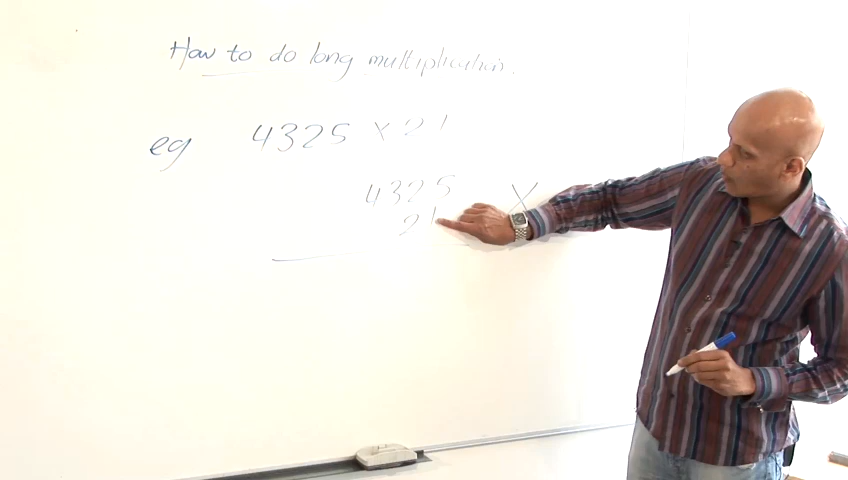 How to do long multiplication.
eg 4325 x 21
4325 x
21